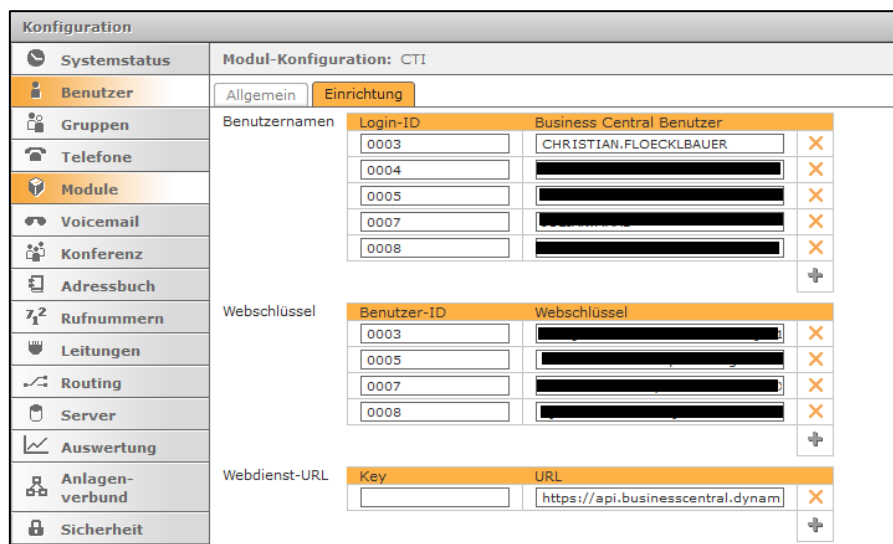 Konfiguration
Systemstatus
Modul-Konfiguration: CTI
Benutzer
Allgemein
Einrichtung
Gruppen
Telefone
Module
Voicemail
Konferenz
Adressbuch
Rufnummern
Leitungen
Routing
Server
Auswertung
Anlagen-
verbund
Sicherheit
Benutzernamen
Login-ID
Business Central Benutzer
0003
CHRISTIAN.FLOECKLBAUER
0004
0005
0007
0008
Webschlüssel
Benutzer-ID
Webschlüssel
0003
0005
0007
0008
Webdienst-URL
Key
URL
https://api.businesscentral.dynam